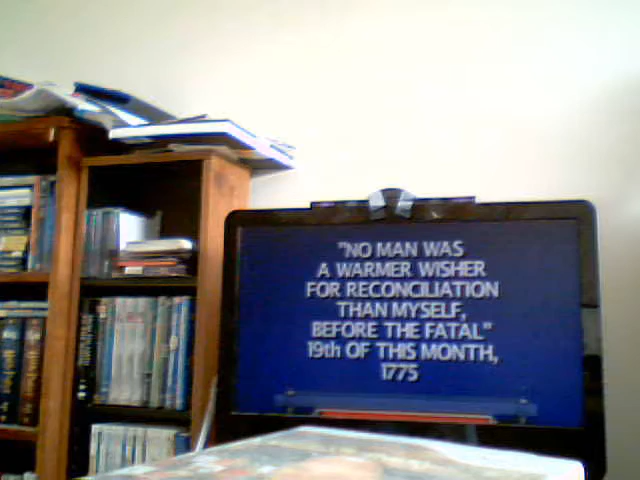 "NO MAN WAS
A WARMER WISHER
FOR RECONCILIATION
THAN MYSELF,
BEFORE THE FATAL"
19th OF THIS MONTH,
1775